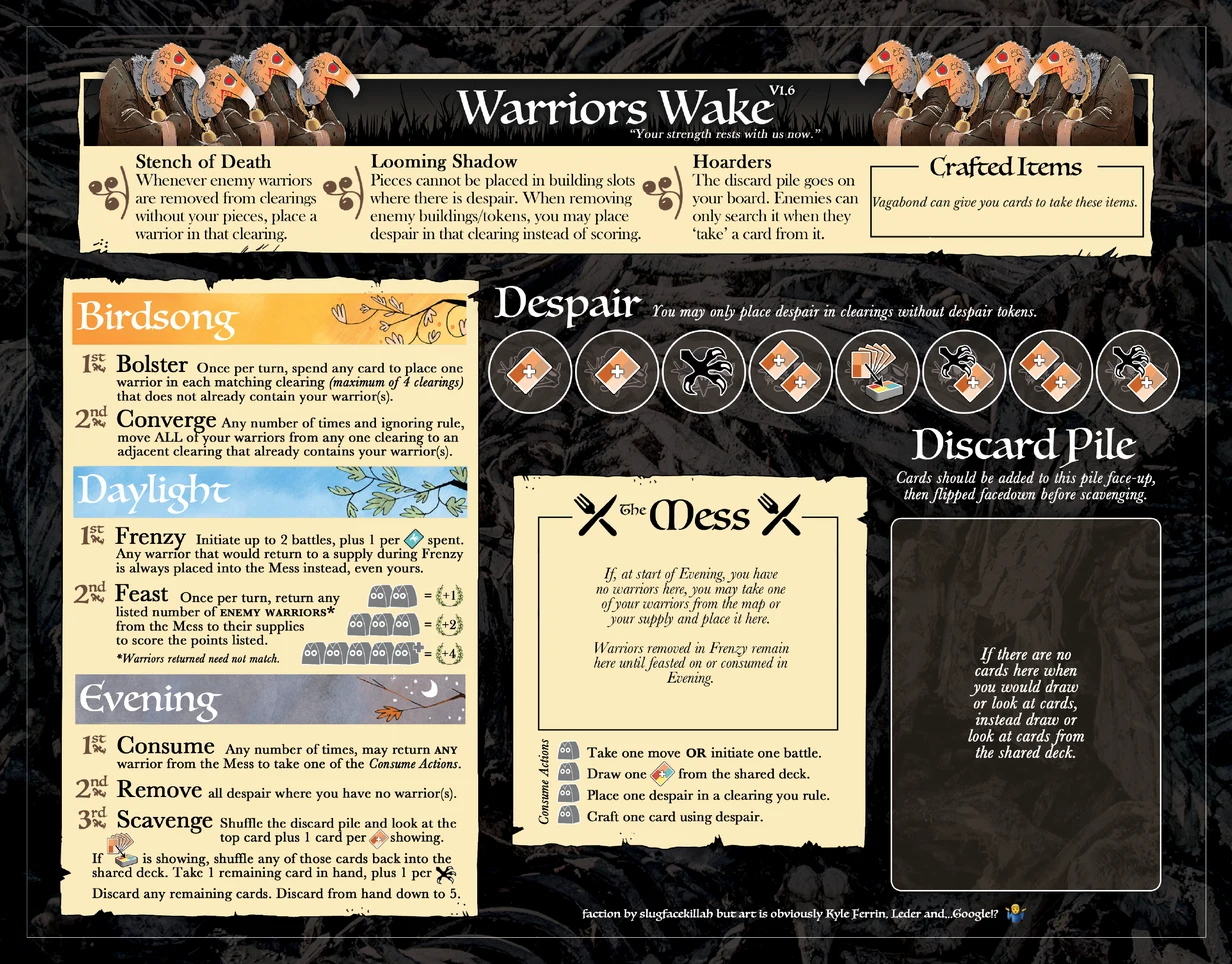 Warriors Wake V1.6
"Your strength rests with us now."
Stench of Death
Whenever enemy warriors
are removed from clearings
without your pieces, place a
warrior in that clearing.
Looming Shadow
Pieces cannot be placed in building slots
where there is despair. When removing
enemy buildings/tokens, you may place
despair in that clearing instead of scoring.
Hoarders
The discard pile goes on
your board. Enemies can
only search it when they
'take' a card from it.
Crafted Items
Vagabond can give you cards to take these items.
Birdsong
1st Bolster Once per turn, spend any card to place one
warrior in each matching clearing (maximum of 4 clearings)
that does not already contain your warrior(s).
2nd Converge Any number of times and ignoring rule,
move ALL of your warriors from any one clearing to an
adjacent clearing that already contains your warrior(s).
Daylight
1st Frenzy Initiate up to 2 battles, plus 1 per spent.
Any warrior that would return to a supply during Frenzy
is always placed into the Mess instead, even yours.
2nd Feast Once per turn, return any
listed number of ENEMY WARRIORS*
from the Mess to their supplies
to score the points listed.
*Warriors returned need not match.
= +1
= +2
+ = +4
Evening
1st Consume Any number of times, may return ANY
warrior from the Mess to take one of the Consume Actions.
2nd Remove all despair where you have no warrior(s).
3rd Scavenge Shuffle the discard pile and look at the
top card plus 1 card per showing.
If is showing, shuffle any of those cards back into the
shared deck. Take 1 remaining card in hand, plus 1 per
Discard any remaining cards. Discard from hand down to 5.
Despair You may only place despair in clearings without despair tokens.
The Mess
If, at start of Evening, you have
no warriors here, you may take one
of your warriors from the map or
your supply and place it here.
Warriors removed in Frenzy remain
here until feasted on or consumed in
Evening.
Consume Actions
Take one move OR initiate one battle.
Draw one from the shared deck.
Place one despair in a clearing you rule.
Craft one card using despair.
Discard Pile
Cards should be added to this pile face-up,
then flipped facedown before scavenging.
If there are no
cards here when
you would draw
or look at cards,
instead draw or
look at cards from
the shared deck.
faction by slugfacekillah but art is obviously Kyle Ferrin, Leder and...Google!? 🤷‍♂️